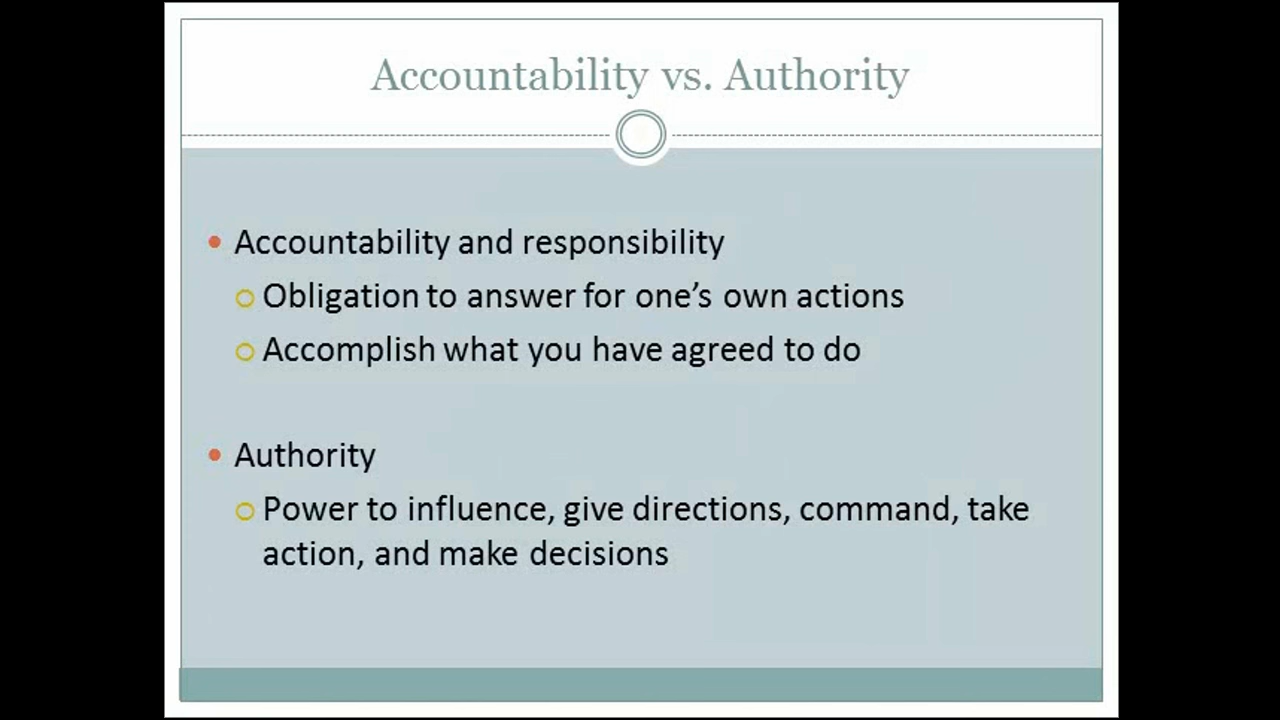 Accountability vs. Authority
Accountability and responsibility
Obligation to answer for one’s own actions
Accomplish what you have agreed to do
Authority
Power to influence, give directions, command, take
action, and make decisions